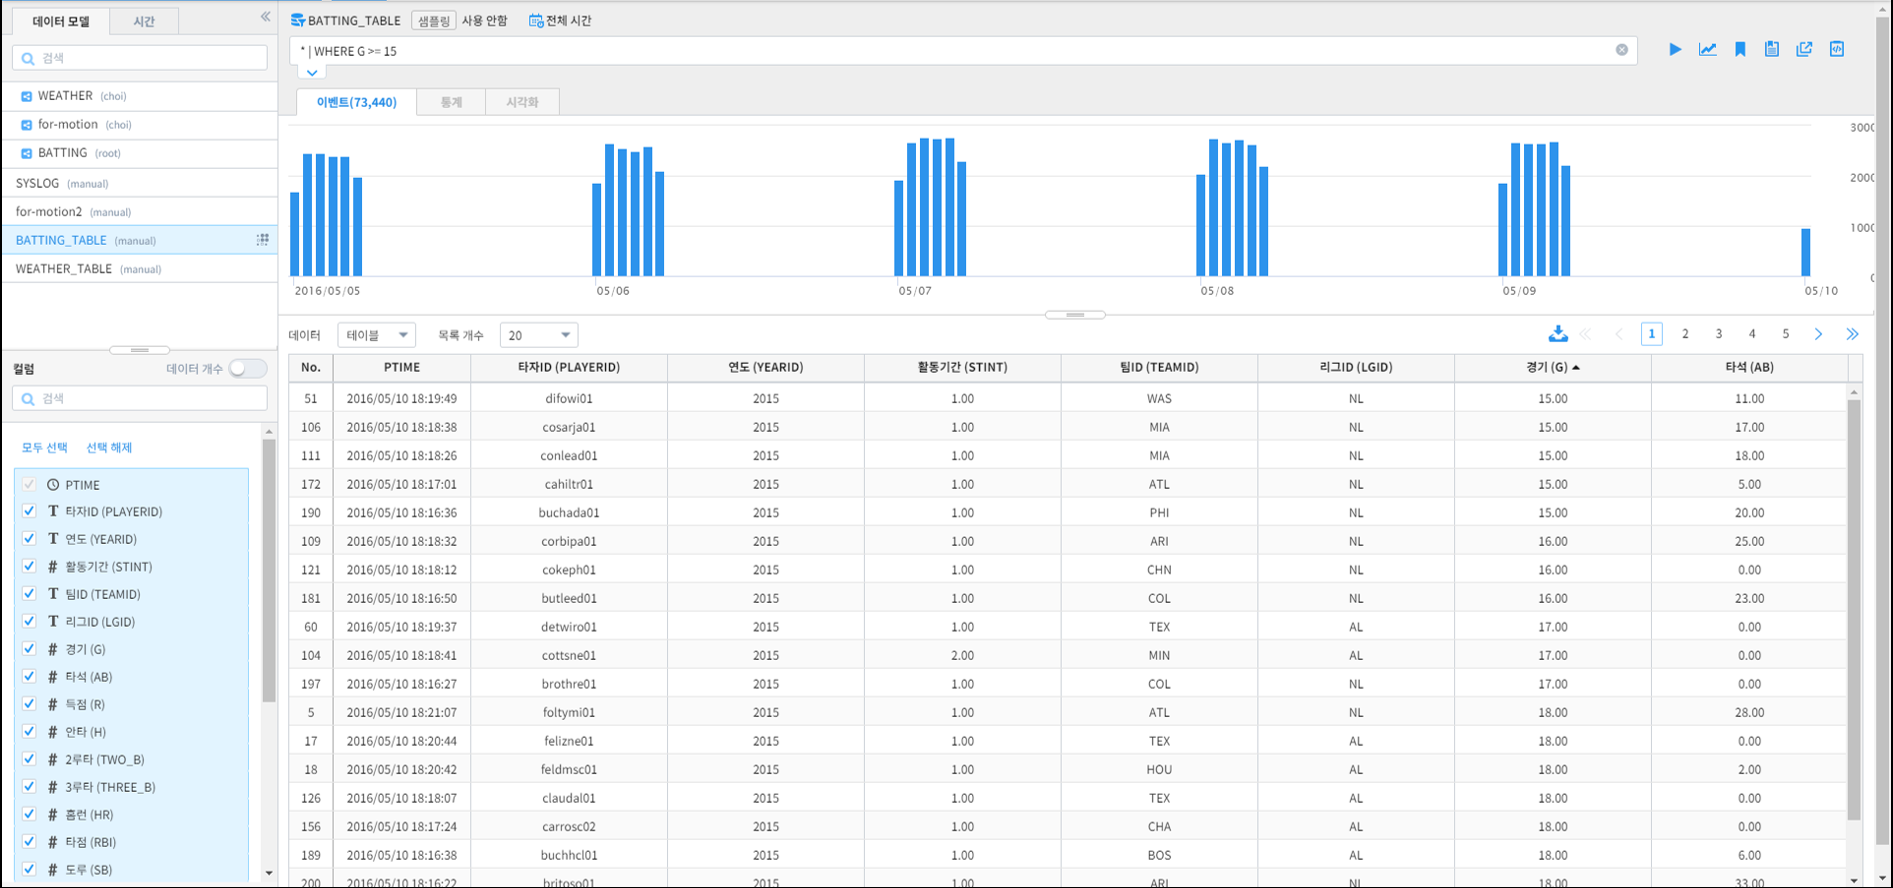 데이터 모델
시간
검색
WEATHER (choi)
for-motion (choi)
BATTING (root)
SYSLOG (manual)
for-motion2 (manual)
BATTING_TABLE (manual)
WEATHER_TABLE (manual)
컬럼
데이터 개수
검색
모두 선택 선택 해제
PTIME
T 타자ID (PLAYERID)
T 연도 (YEARID)
# 활동기간 (STINT)
T 팀ID (TEAMID)
T 리그ID (LGID)
# 경기 (G)
# 타석 (AB)
# 득점 (R)
# 안타 (H)
# 2루타 (TWO_B)
# 3루타 (THREE_B)
# 홈런 (HR)
# 타점 (RBI)
# 도루 (SB)
BATTING_TABLE 샘플링 사용 안함 전체 시간
* | WHERE G >= 15
이벤트(73,440) 통계 시각화
3000
2000
1000
0
2016/05/05 05/06 05/07 05/08 05/09 05/10
데이터 테이블 목록 개수 20 1 2 3 4 5
No. PTIME 타자ID (PLAYERID) 연도 (YEARID) 활동기간 (STINT) 팀ID (TEAMID) 리그ID (LGID) 경기 (G) 타석 (AB)
51 2016/05/10 18:19:49 difowi01 2015 1.00 WAS NL 15.00 11.00
106 2016/05/10 18:18:38 cosarja01 2015 1.00 MIA NL 15.00 17.00
111 2016/05/10 18:18:26 conlead01 2015 1.00 MIA NL 15.00 18.00
172 2016/05/10 18:17:01 cahiltr01 2015 1.00 ATL NL 15.00 5.00
190 2016/05/10 18:16:36 buchada01 2015 1.00 PHI NL 15.00 20.00
109 2016/05/10 18:18:32 corbipa01 2015 1.00 ARI NL 16.00 25.00
121 2016/05/10 18:18:12 cokeph01 2015 1.00 CHN NL 16.00 0.00
181 2016/05/10 18:16:50 butleed01 2015 1.00 COL NL 16.00 23.00
60 2016/05/10 18:19:37 detwiro01 2015 1.00 TEX AL 17.00 0.00
104 2016/05/10 18:18:41 cottsne01 2015 2.00 MIN AL 17.00 0.00
197 2016/05/10 18:16:27 brothre01 2015 1.00 COL NL 17.00 0.00
5 2016/05/10 18:21:07 foltymi01 2015 1.00 ATL NL 18.00 28.00
17 2016/05/10 18:20:44 felizne01 2015 1.00 TEX AL 18.00 0.00
18 2016/05/10 18:20:42 feldmsc01 2015 1.00 HOU AL 18.00 2.00
126 2016/05/10 18:18:07 claudal01 2015 1.00 TEX AL 18.00 0.00
156 2016/05/10 18:17:24 carrosc02 2015 1.00 CHA AL 18.00 0.00
189 2016/05/10 18:16:38 buchhcl01 2015 1.00 BOS AL 18.00 6.00
200 2016/05/10 18:16:22 britoso01 2015 1.00 ARI NL 18.00 33.00